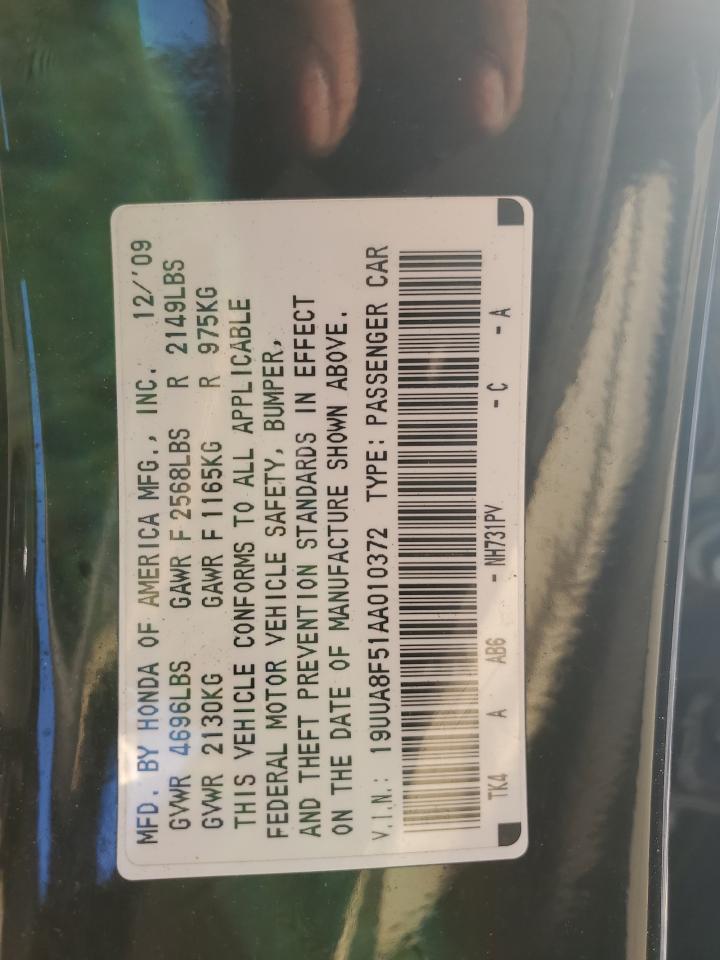 MFD. BY HONDA OF AMERICA MFG., INC. 12/'09
GVWR 4696LBS GAWR F 2568LBS R 2149LBS
GVWR 2130KG GAWR F 1165KG R 975KG
THIS VEHICLE CONFORMS TO ALL APPLICABLE
FEDERAL MOTOR VEHICLE SAFETY, BUMPER,
AND THEFT PREVENTION STANDARDS IN EFFECT
ON THE DATE OF MANUFACTURE SHOWN ABOVE.
V.I.N.: 19UUA8F51AA010372 TYPE: PASSENGER CAR
TK4 A AB6 - NH731PV - C - A